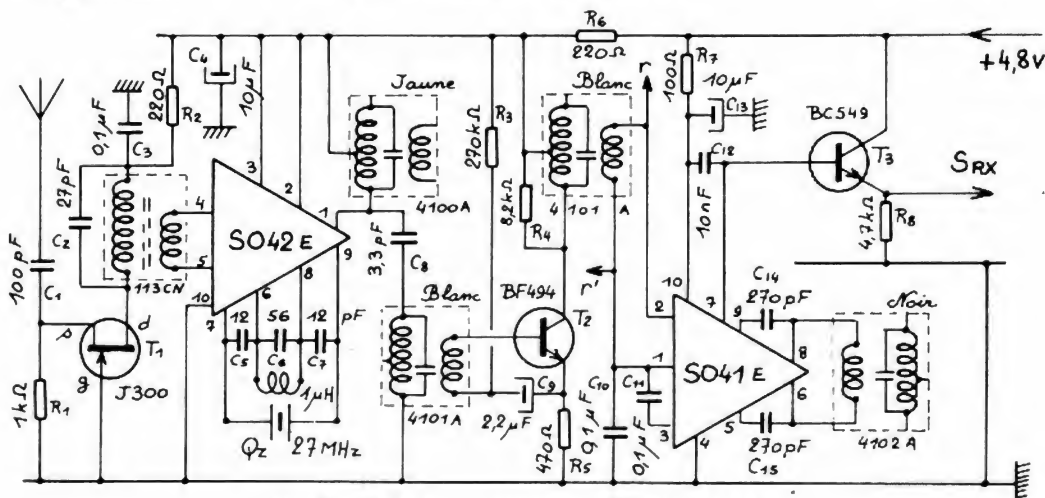 R6
220Ω
+4,8v
C4
10µF
220Ω
R2
0,1µF
C3
27pF
C2
113CN
100pF
C1
s
d
g
T1
J300
1kΩ
R1
3
2
4
5
10
7
6
8
1
9
SO42E
12
56
12
pF
C5
C6
C7
1µH
Qz
27MHz
Jaune
4100A
3,3pF
C8
Blanc
4101A
R3
270kΩ
2,2µF
C9
BF494
T2
470Ω
R5
Blanc
4101A
8,2kΩ
R4
r
r'
C10
0,1µF
C11
0,1µF
R7
100Ω
10µF
C13
C12
10nF
BC549
T3
SRX
R8
4,7kΩ
10
7
9
2
1
3
4
5
8
6
SO41E
C14
270pF
270pF
C15
Noir
4102A